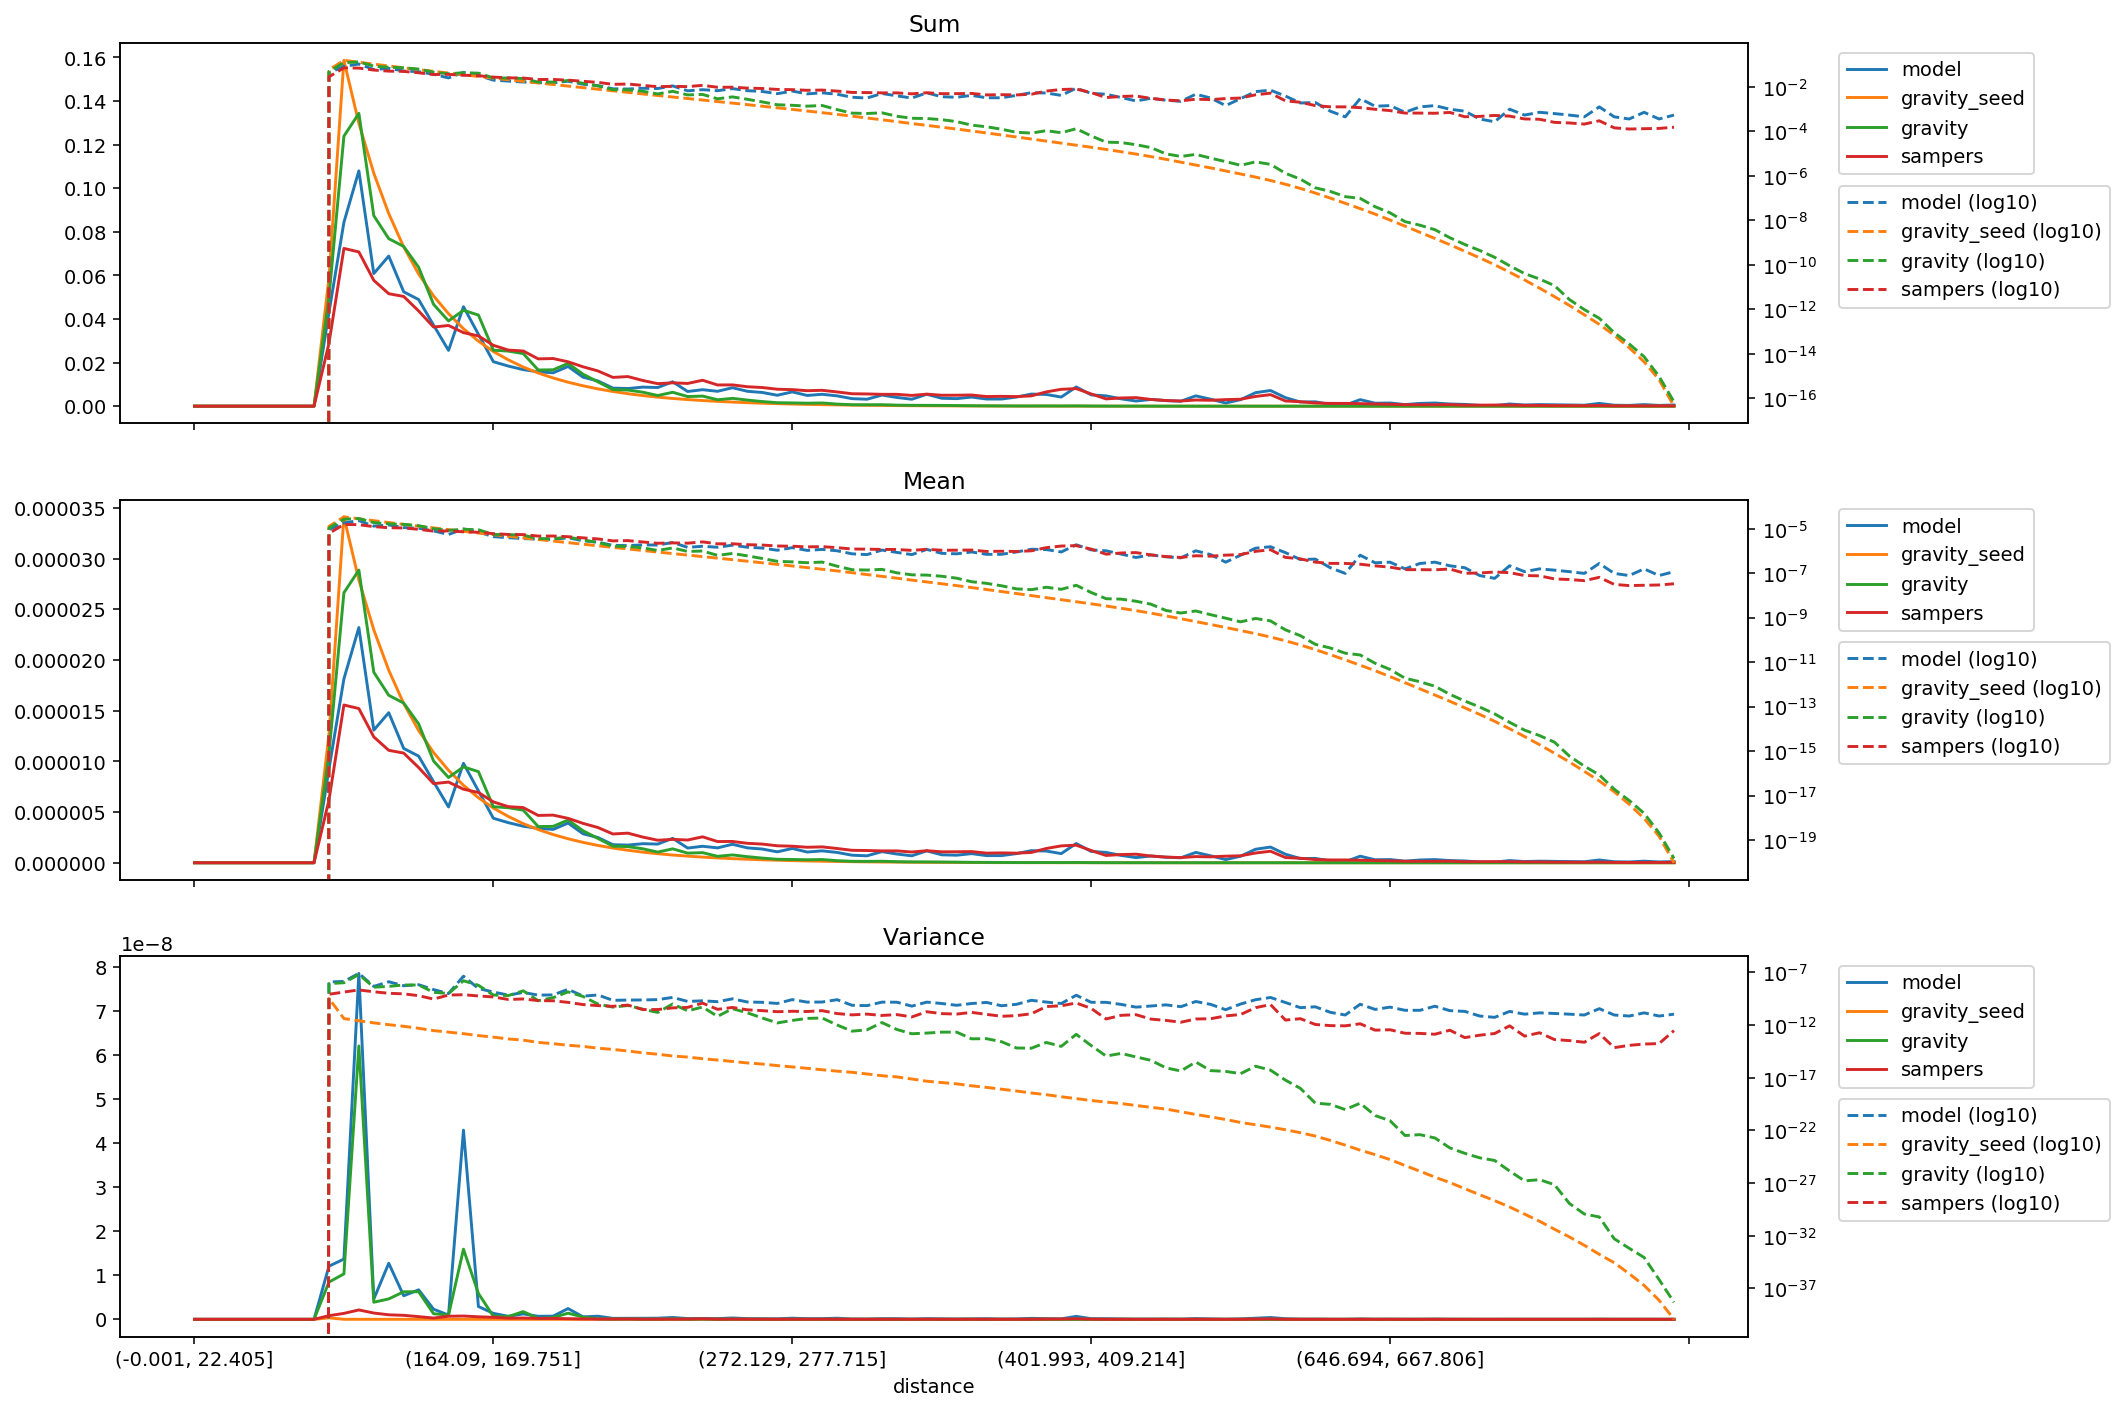 Sum
0.16
0.14
0.12
0.10
0.08
0.06
0.04
0.02
0.00
10⁻²
10⁻⁴
10⁻⁶
10⁻⁸
10⁻¹⁰
10⁻¹²
10⁻¹⁴
10⁻¹⁶
model
gravity_seed
gravity
sampers
model (log10)
gravity_seed (log10)
gravity (log10)
sampers (log10)
Mean
0.000035
0.000030
0.000025
0.000020
0.000015
0.000010
0.000005
0.000000
10⁻⁵
10⁻⁷
10⁻⁹
10⁻¹¹
10⁻¹³
10⁻¹⁵
10⁻¹⁷
10⁻¹⁹
model
gravity_seed
gravity
sampers
model (log10)
gravity_seed (log10)
gravity (log10)
sampers (log10)
Variance
1e−8
8
7
6
5
4
3
2
1
0
10⁻⁷
10⁻¹²
10⁻¹⁷
10⁻²²
10⁻²⁷
10⁻³²
10⁻³⁷
model
gravity_seed
gravity
sampers
model (log10)
gravity_seed (log10)
gravity (log10)
sampers (log10)
(-0.001, 22.405] (164.09, 169.751] (272.129, 277.715] (401.993, 409.214] (646.694, 667.806]
distance